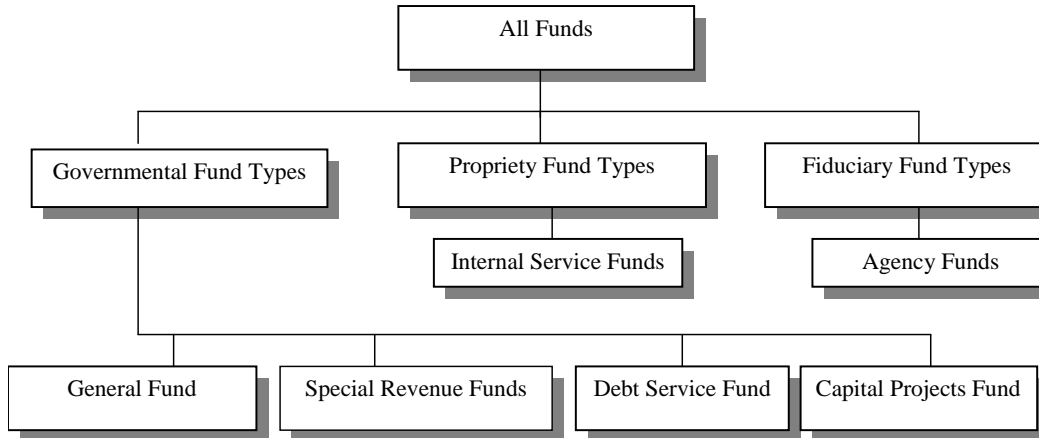 All Funds
Governmental Fund Types
Propriety Fund Types
Fiduciary Fund Types
Internal Service Funds
Agency Funds
General Fund
Special Revenue Funds
Debt Service Fund
Capital Projects Fund